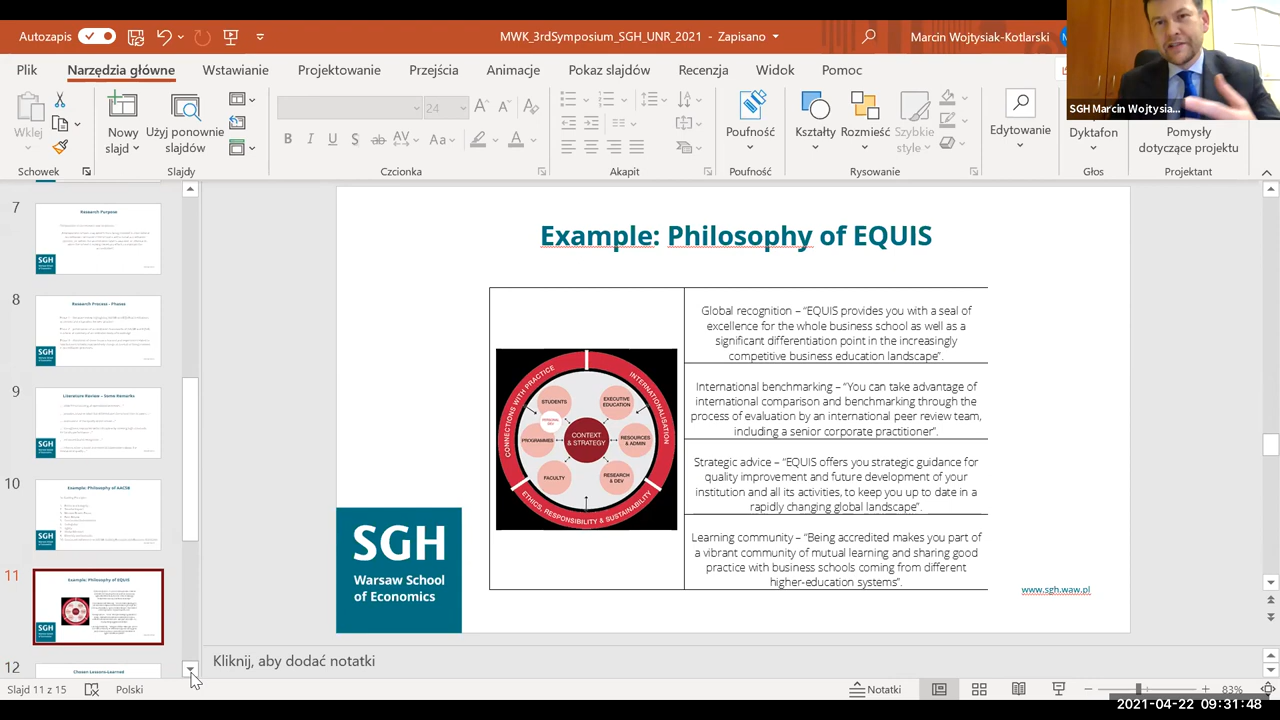 Autozapis
MWK_3rdSymposium_SGH_UNR_2021 - Zapisano
Marcin Wojtysiak-Kotlarski
SGH Marcin Wojtysia...
Plik
Narzędzia główne
Wstawianie
Projektowanie
Przejścia
Animacje
Pokaz slajdów
Recenzja
Widok
Pomoc
Wklej
Nowy
slajd
Użyj ponownie
slajdów
24
Poufność
Kształty
Rozmieść
Szybkie
style
Edytowanie
Dyktafon
Pomysły
dotyczące projektu
Schowek
Slajdy
Czcionka
Akapit
Poufność
Rysowanie
Głos
Projektant
7
Research Purpose
SGH
8
Research Process - Phases
SGH
9
Literature Review – Some Remarks
SGH
10
Example: Philosophy of AACSB
SGH
11
Example: Philosophy of EQUIS
SGH
12
Chosen Lessons-Learned
Example: Philosophy of EQUIS
Global recognition – "EQUIS provides you with a seal of
excellence for your business school as well as a
significant differentiation point in the increasingly
competitive business education landscape".
International benchmarking – "You can take advantage of
international comparison and benchmarking through the
process of evaluation by an international peer review team,
including a senior corporate practitioner".
Strategic advice – "EQUIS offers you strategic guidance for
quality improvement and future development of your
institution and all its activities, to keep you up to date in a
rapidly changing global landscape".
Learning community – "Being accredited makes you part of
a vibrant community of mutual learning and sharing good
practice with business schools coming from different
higher-education systems".
CONNECTIONS WITH PRACTICE
INTERNATIONALISATION
ETHICS, RESPONSIBILITY & SUSTAINABILITY
STUDENTS
EXECUTIVE
EDUCATION
PROGRAMMES
CONTEXT
& STRATEGY
RESOURCES
& ADMIN
FACULTY
RESEARCH
& DEV
SGH
Warsaw School
of Economics
www.sgh.waw.pl
Kliknij, aby dodać notatki
Slajd 11 z 15
Polski
Notatki
83%
2021-04-22 09:31:48